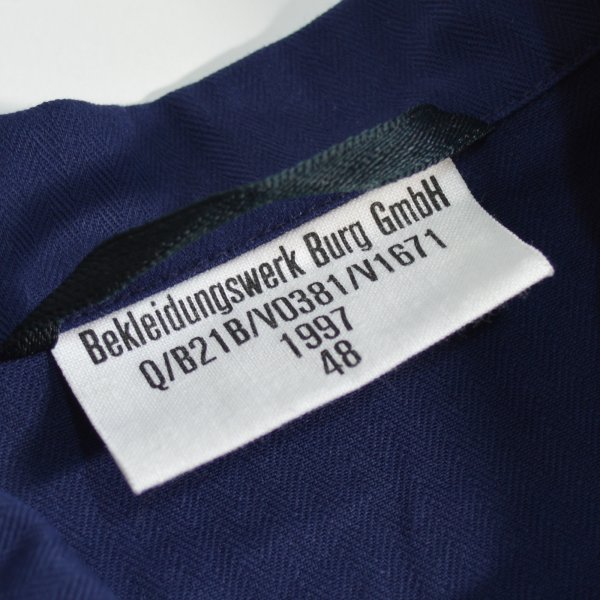 Bekleidungswerk Burg GmbH
Q/B21B/V0381/V1671
1997
48